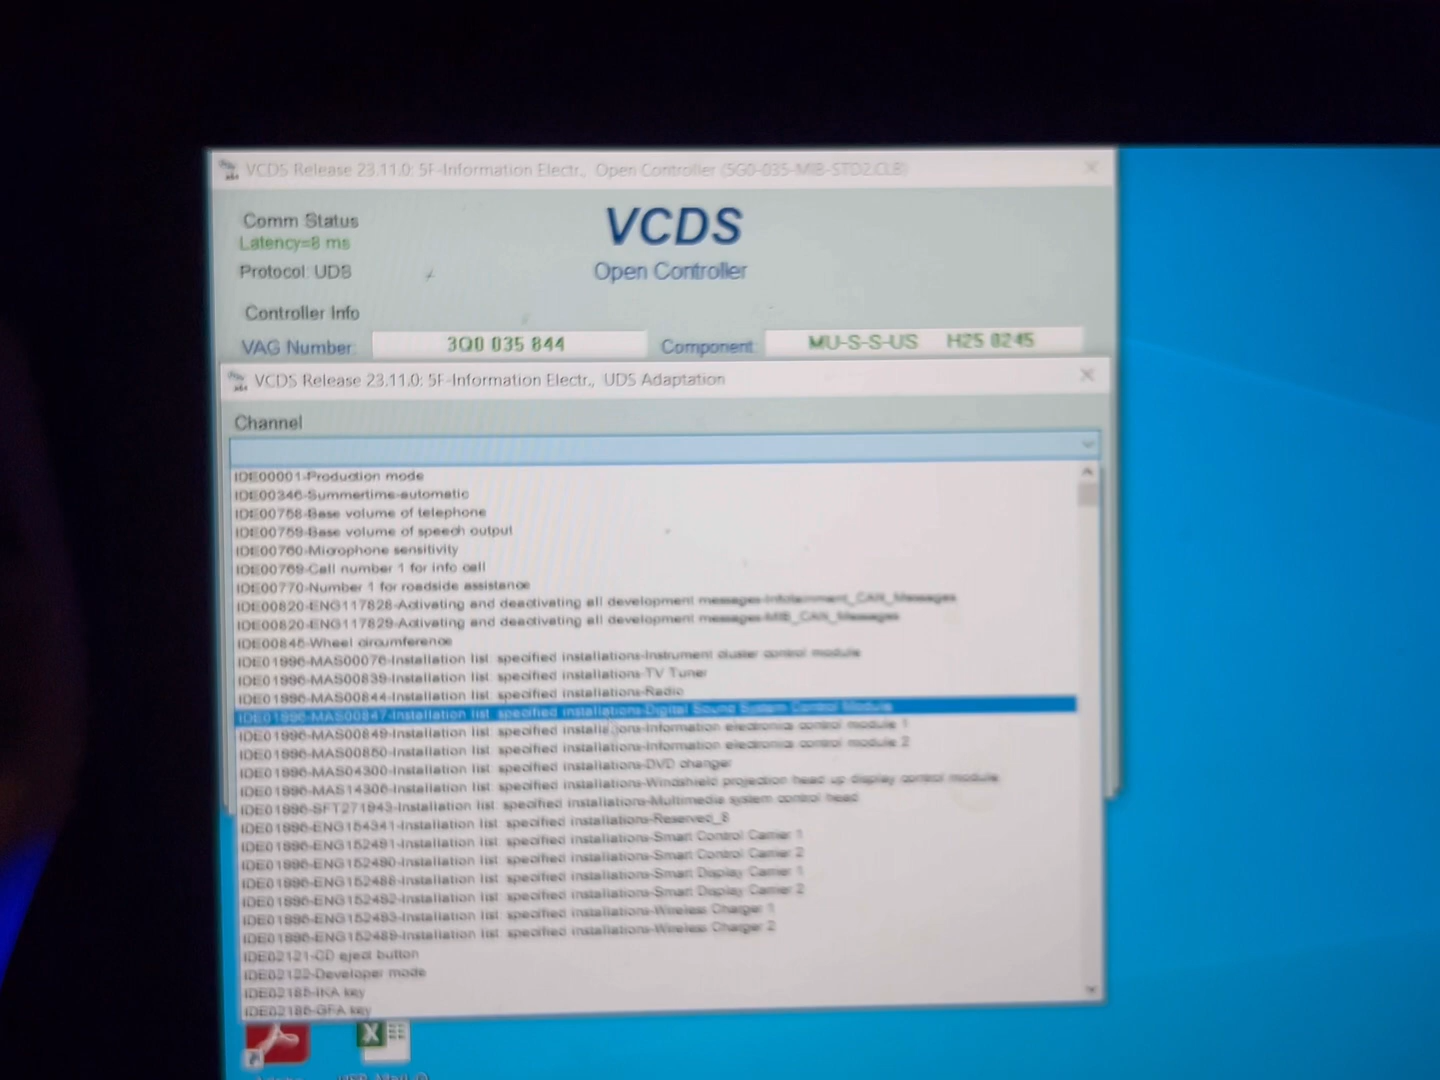 VCDS Release 23.11.0: 5F-Information Electr., Open Controller (5G0-035-MIB-STD2.CLB)
Comm Status
Latency=8 ms
Protocol: UDS
VCDS
Open Controller
Controller Info
VAG Number: 3Q0 035 844 Component: MU-S-S-US H25 0245
VCDS Release 23.11.0: 5F-Information Electr., UDS Adaptation
Channel
IDE00001-Production mode
IDE00346-Summertime-automatic
IDE00758-Base volume of telephone
IDE00759-Base volume of speech output
IDE00760-Microphone sensitivity
IDE00769-Call number 1 for info call
IDE00770-Number 1 for roadside assistance
IDE00820-ENG117828-Activating and deactivating all development messages-Infotainment_CAN_Messages
IDE00820-ENG117829-Activating and deactivating all development messages-MIB_CAN_Messages
IDE00845-Wheel circumference
IDE01996-MAS00076-Installation list: specified installations-Instrument cluster control module
IDE01996-MAS00839-Installation list: specified installations-TV Tuner
IDE01996-MAS00844-Installation list: specified installations-Radio
IDE01996-MAS00847-Installation list: specified installations-Digital Sound System Control Module
IDE01996-MAS00849-Installation list: specified installations-Information electronics control module 1
IDE01996-MAS00850-Installation list: specified installations-Information electronics control module 2
IDE01996-MAS04300-Installation list: specified installations-DVD changer
IDE01996-MAS14306-Installation list: specified installations-Windshield projection head up display control module
IDE01996-SFT271943-Installation list: specified installations-Multimedia system control head
IDE01996-ENG154341-Installation list: specified installations-Reserved_8
IDE01996-ENG152491-Installation list: specified installations-Smart Control Carrier 1
IDE01996-ENG152490-Installation list: specified installations-Smart Control Carrier 2
IDE01996-ENG152488-Installation list: specified installations-Smart Display Carrier 1
IDE01996-ENG152492-Installation list: specified installations-Smart Display Carrier 2
IDE01996-ENG152493-Installation list: specified installations-Wireless Charger 1
IDE01996-ENG152489-Installation list: specified installations-Wireless Charger 2
IDE02121-CD eject button
IDE02122-Developer mode
IDE02185-IKA key
IDE02186-GFA key